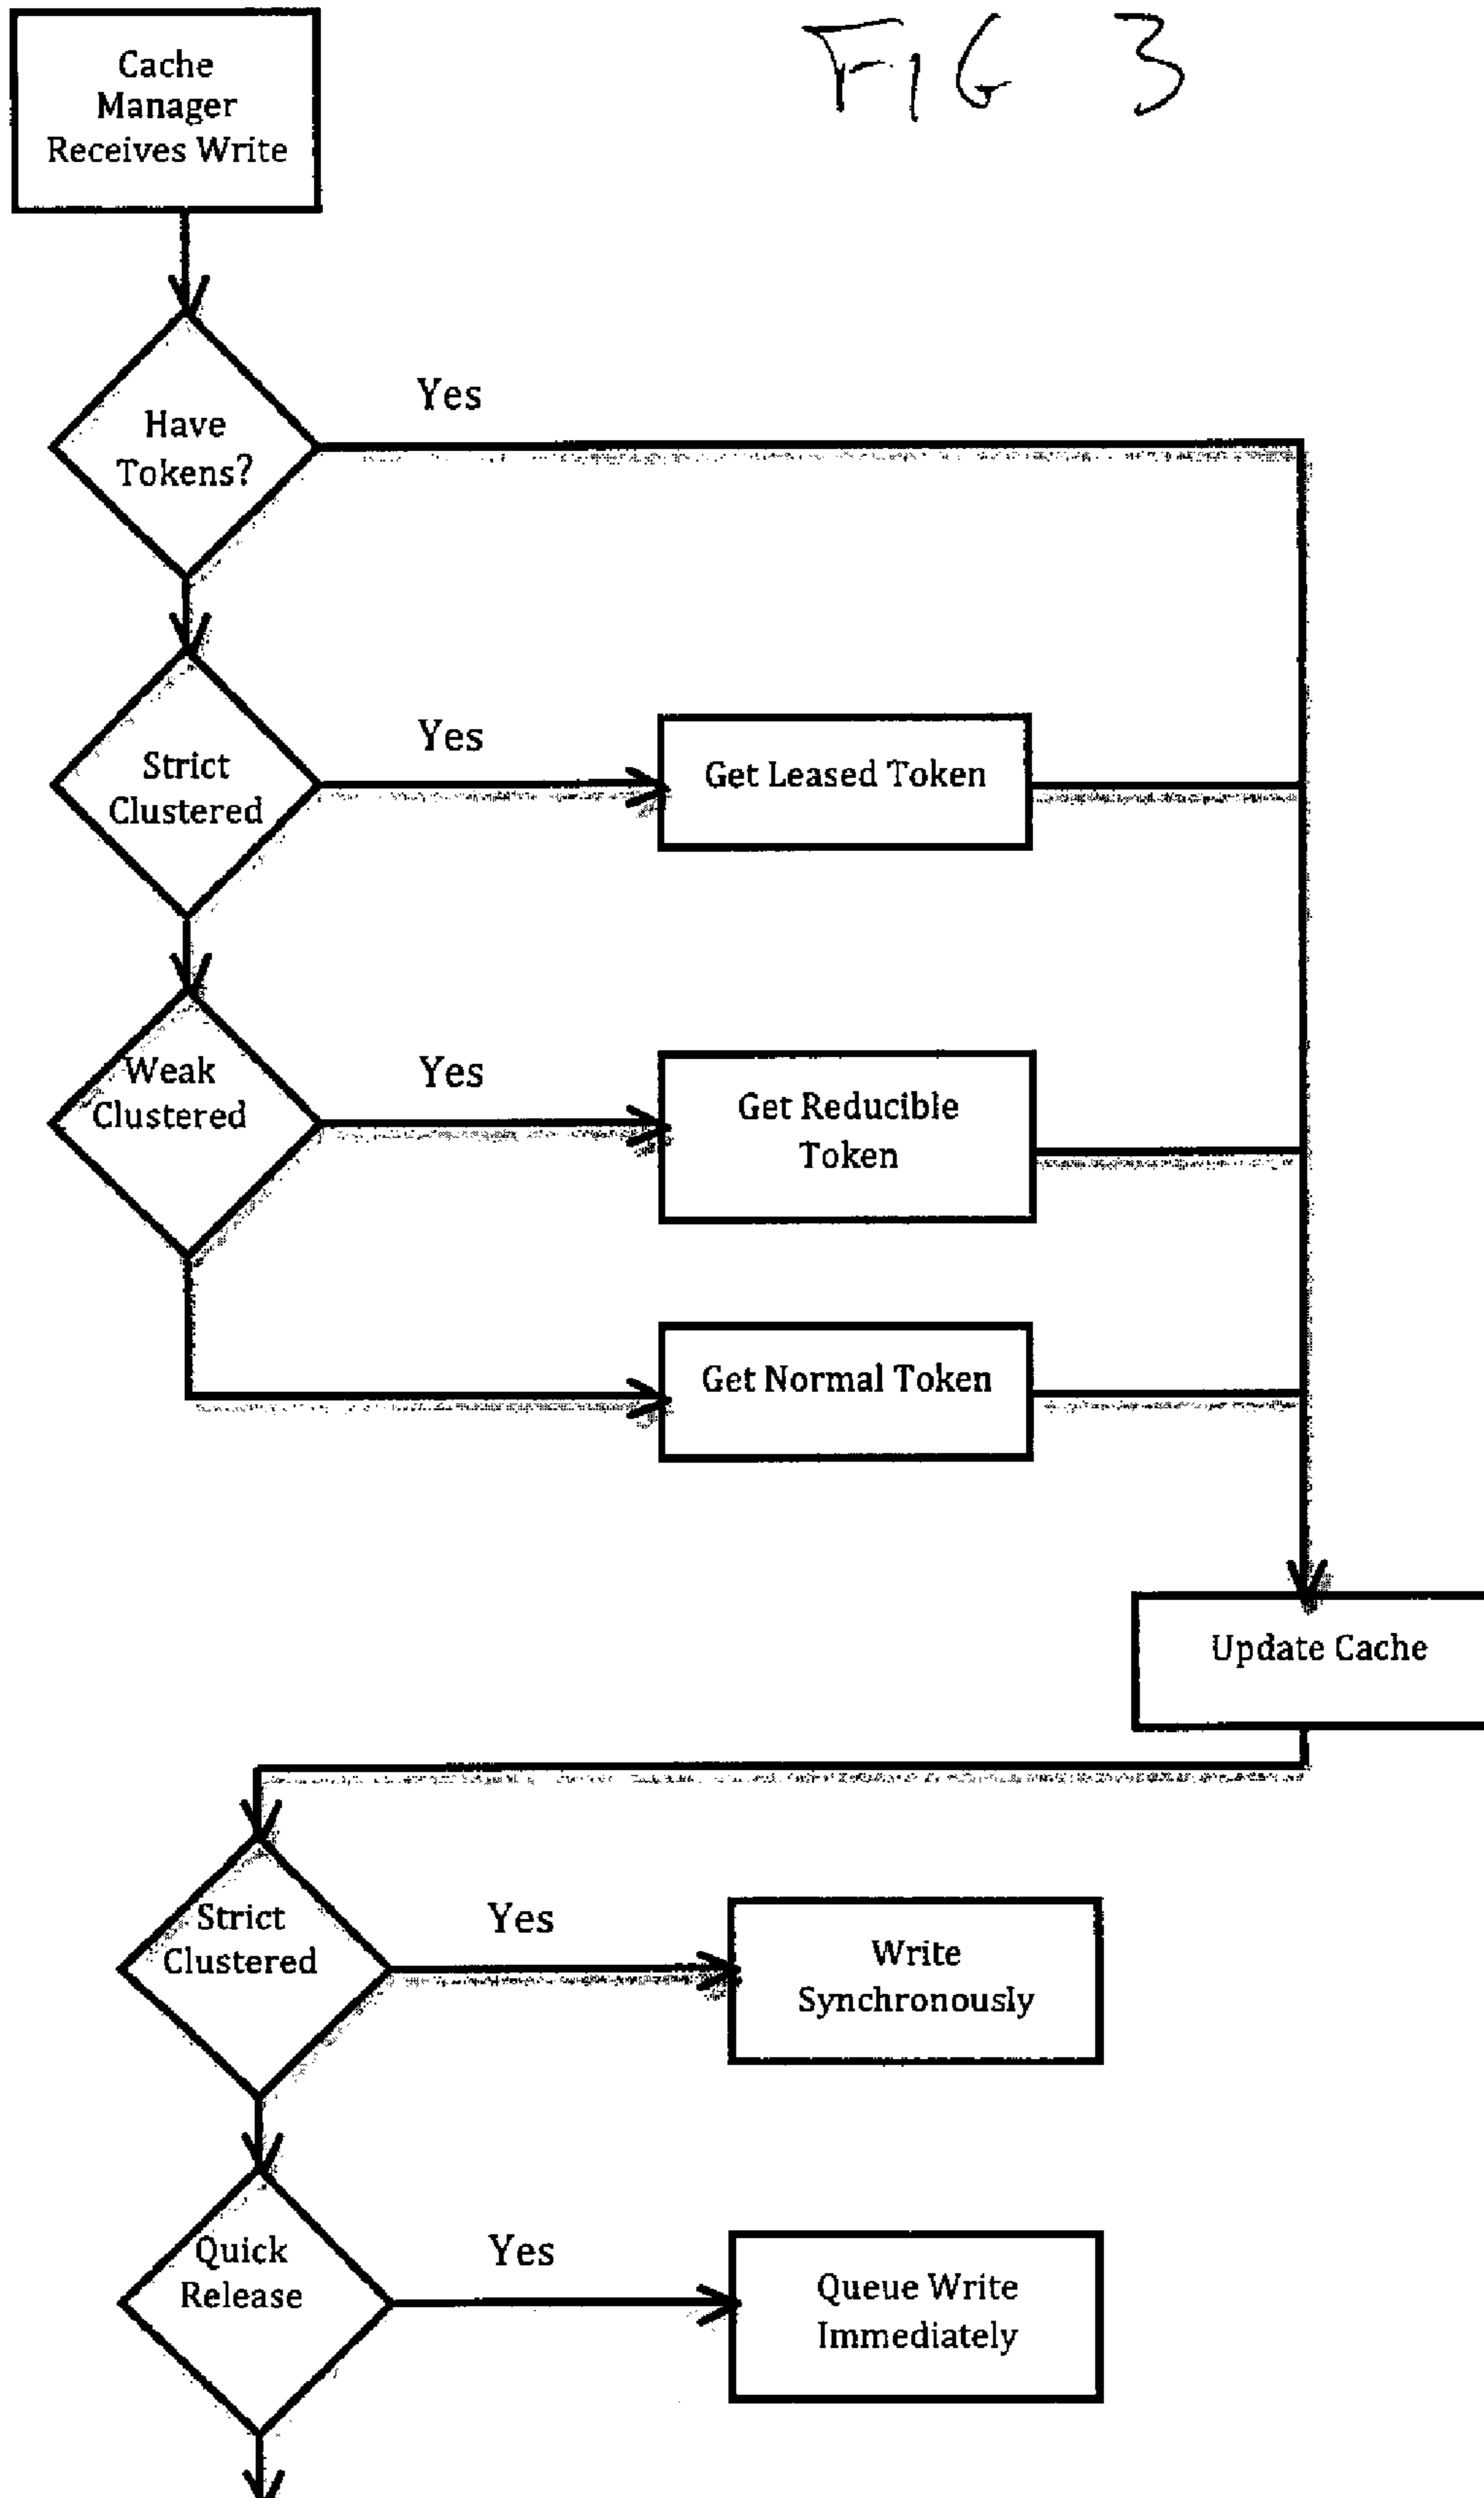 FIG 3
Cache
Manager
Receives Write
Yes
Have
Tokens?
Yes
Strict
Clustered
Get Leased Token
Yes
Weak
Clustered
Get Reducible
Token
Get Normal Token
Update Cache
Yes
Strict
Clustered
Write
Synchronously
Yes
Quick
Release
Queue Write
Immediately